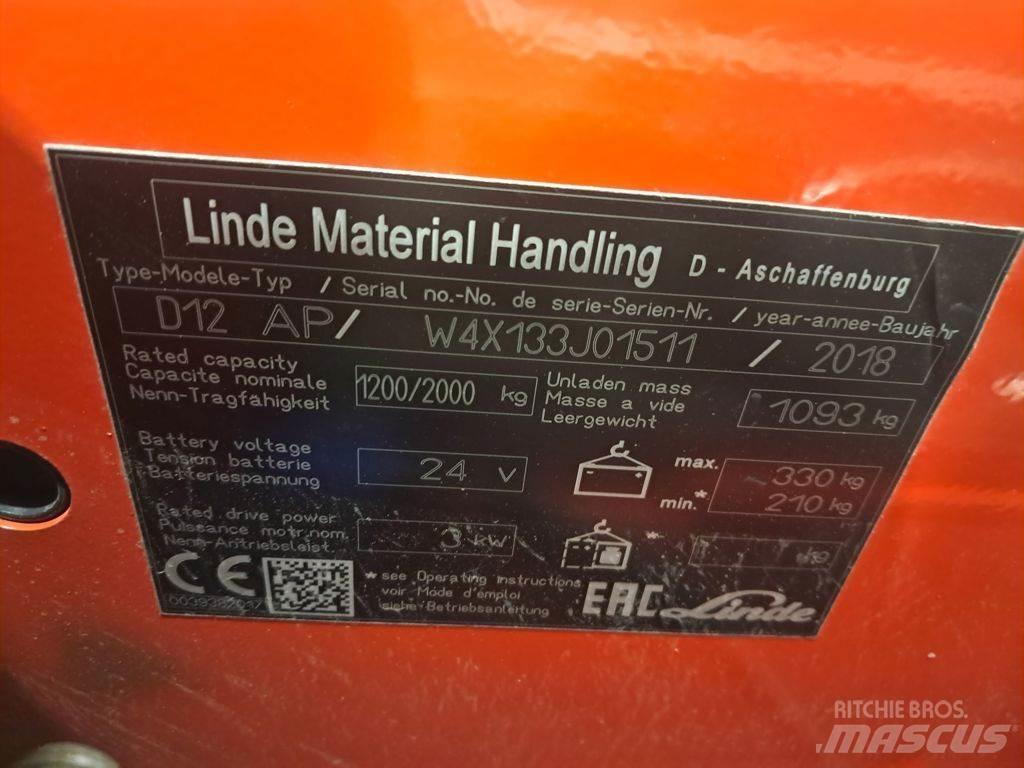 Linde Material Handling D - Aschaffenburg
Type-Modele-Typ / Serial no.-No. de serie-Serien-Nr. / year-annee-Baujahr
D12 AP/ W4X133J01511 / 2018
Rated capacity
Capacite nominale
Nenn-Tragfähigkeit
1200/2000 kg
Unladen mass
Masse a vide
Leergewicht
1093 kg
Battery voltage
Tension batterie
Batteriespannung
24 V
max. 330 kg
min.* 210 kg
Rated drive power
Puissance motr.nom.
Nenn-Antriebsleist
3 kW
* kg
CE
* see Operating instructions
voir Mode d'emploi
siehe Betriebsanleitung
EAC Linde
RITCHIE BROS.
MASCUS